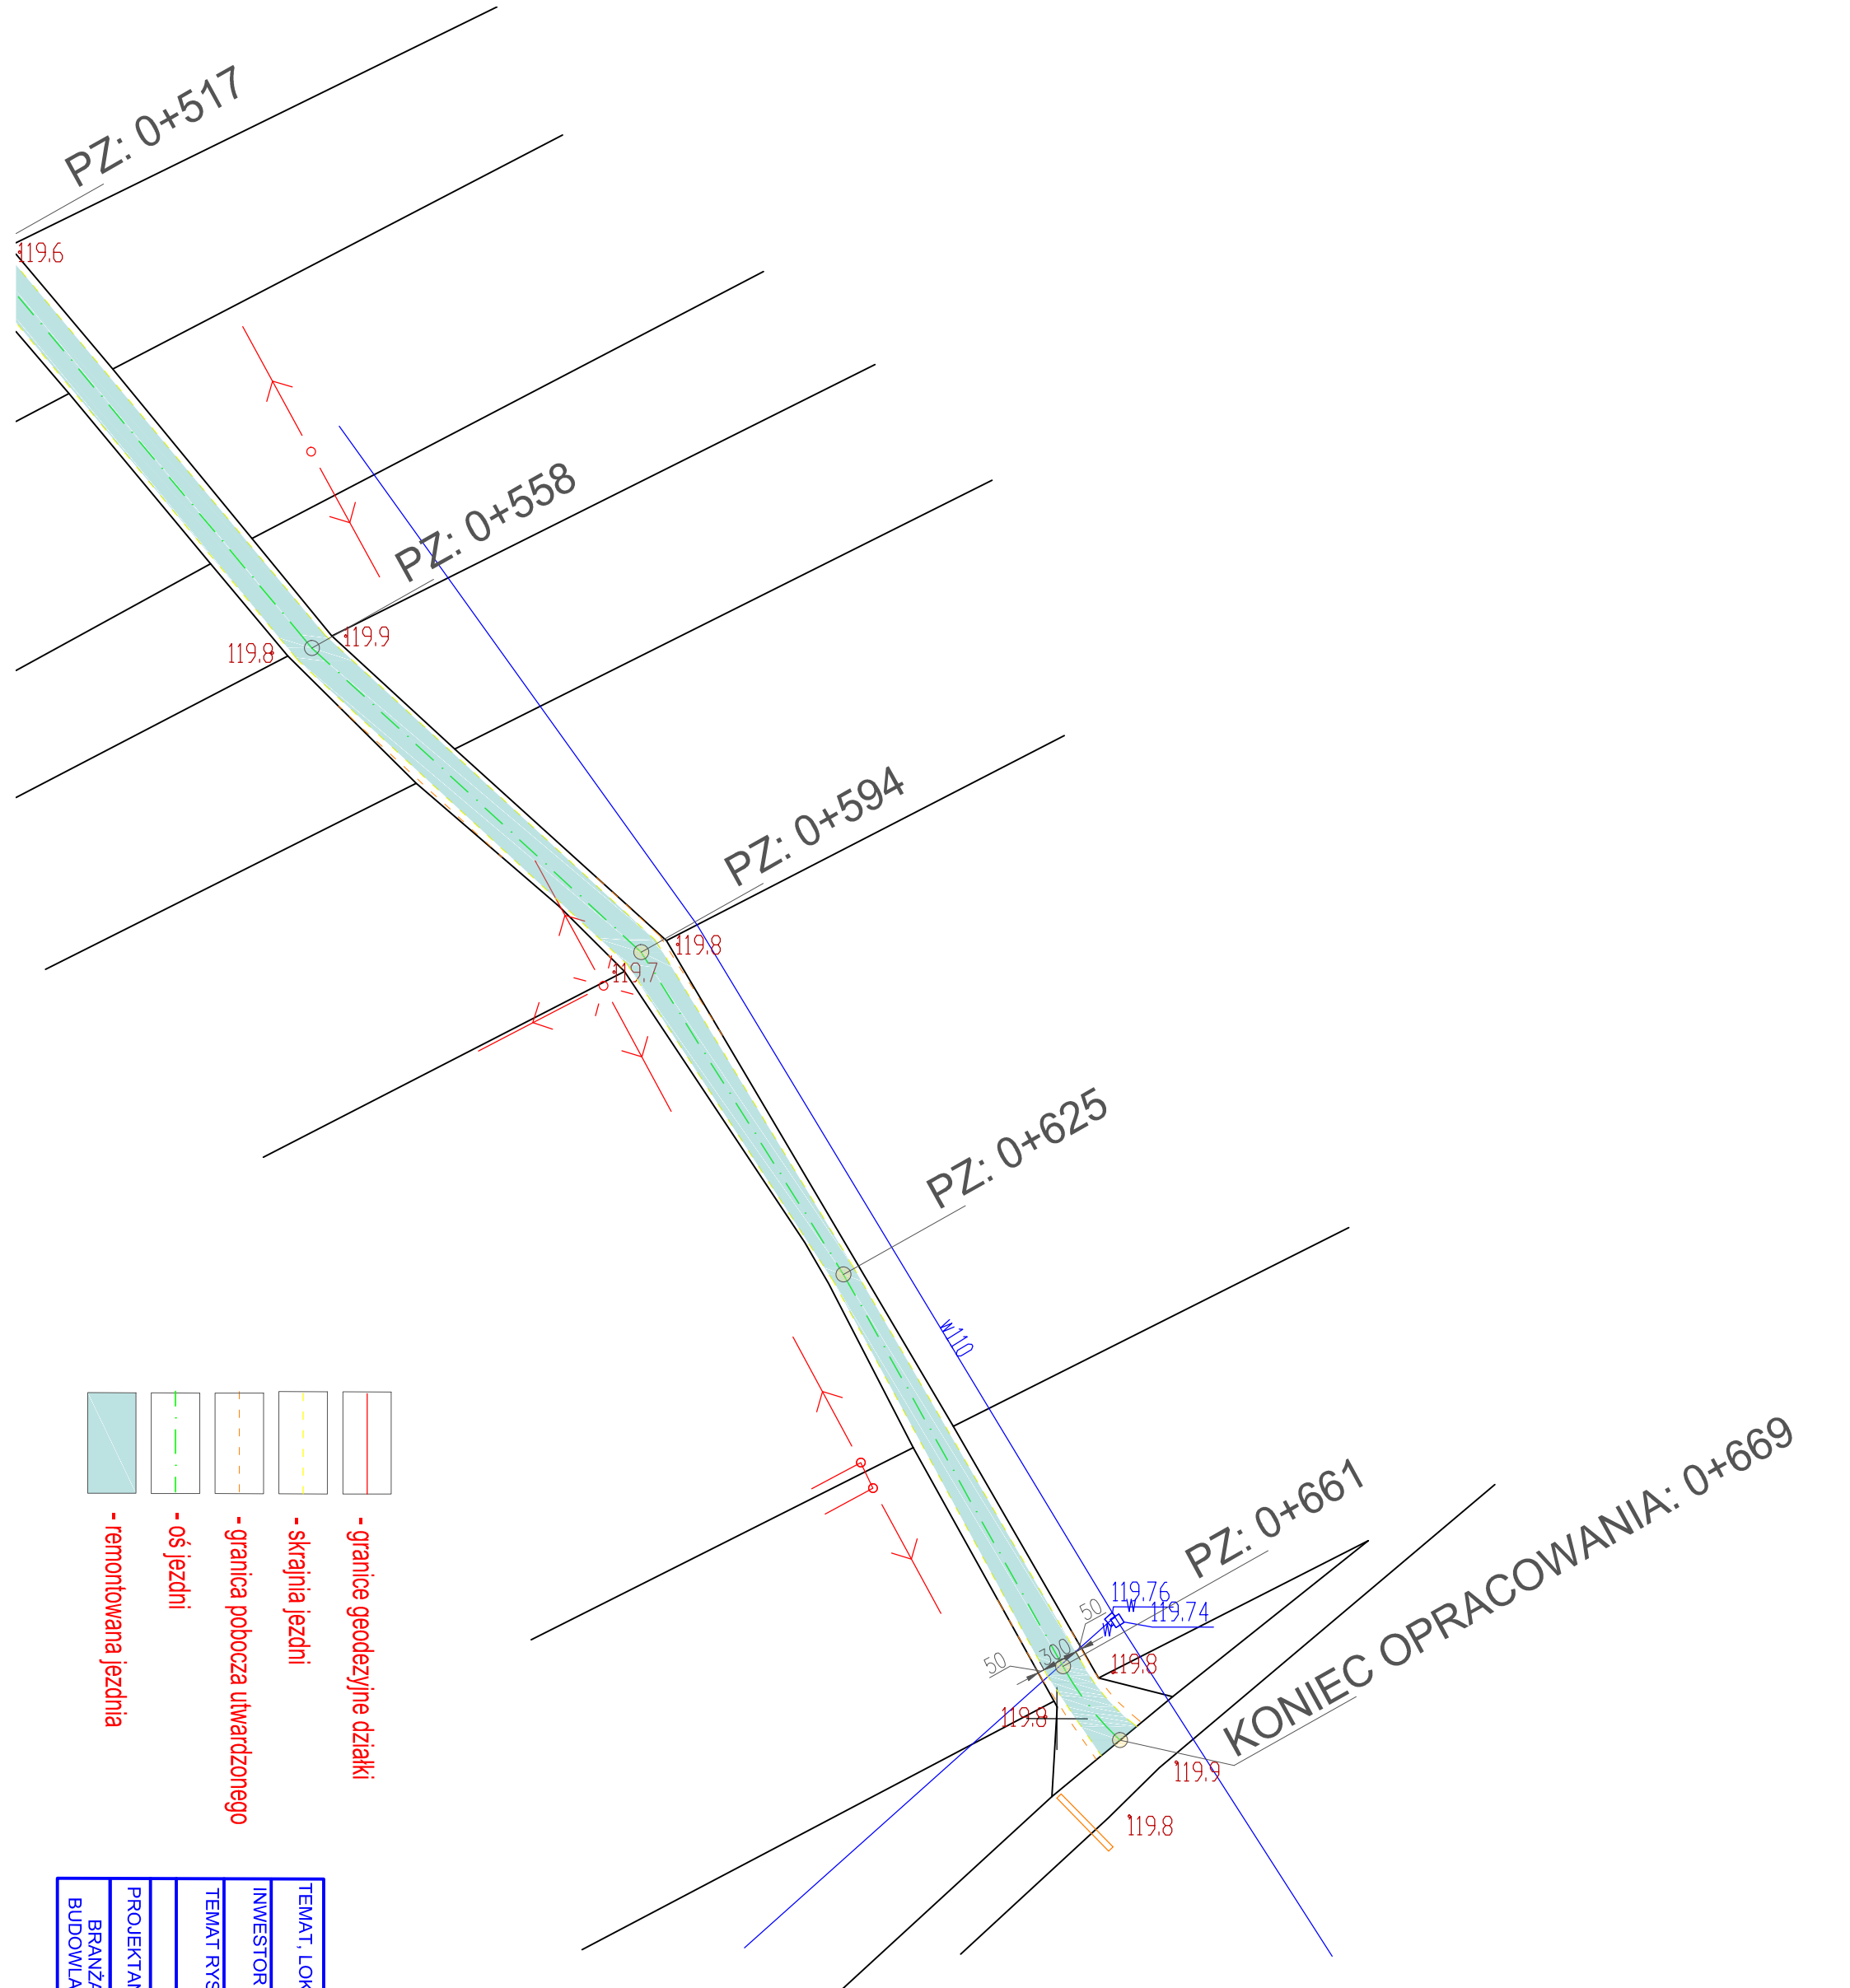 PZ: 0+517
119.6
PZ: 0+558
119.9
119.8
PZ: 0+594
119.8
119.7
PZ: 0+625
w110
PZ: 0+661
KONIEC OPRACOWANIA: 0+669
119.76
W
119.74
W
50
300
50
119.8
119.8
119.9
119.8
- granice geodezyjne działki
- skrajnia jezdni
- granica pobocza utwardzonego
- oś jezdni
- remontowana jezdnia
TEMAT, LOK
INWESTOR
TEMAT RYS
PROJEKTAN
BRANŻA
BUDOWLA